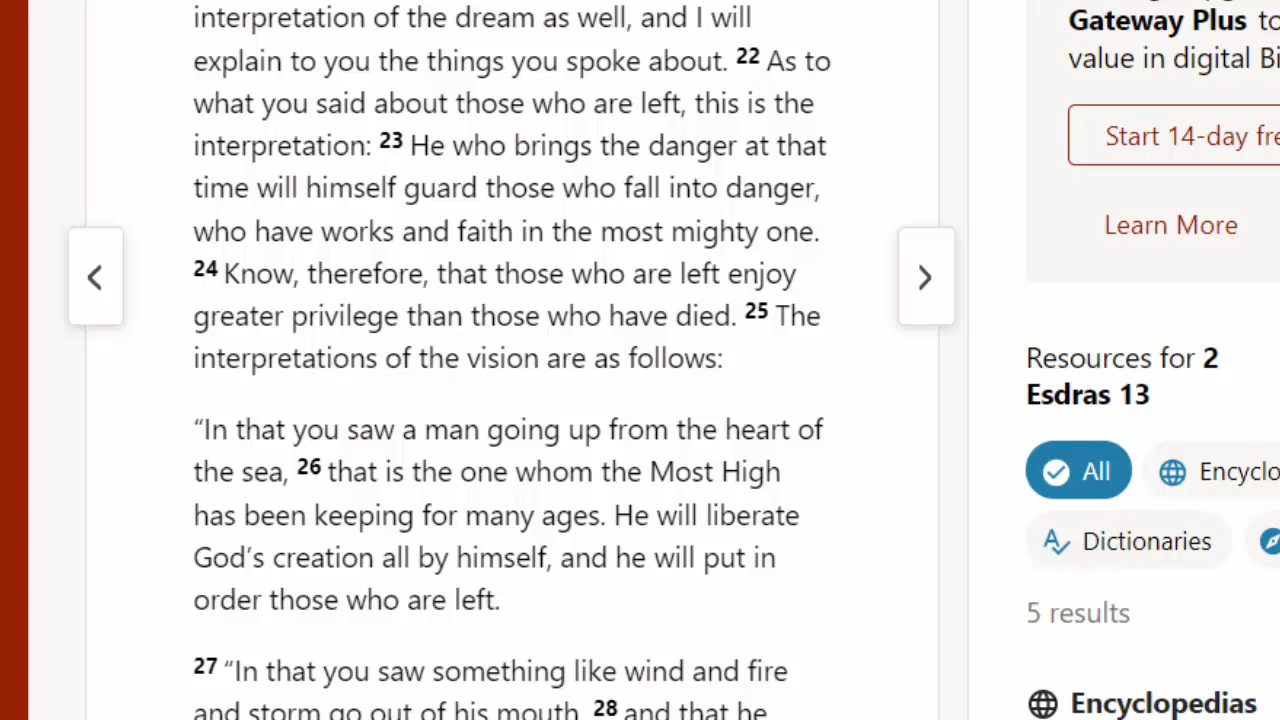 interpretation of the dream as well, and I will
explain to you the things you spoke about. 22 As to
what you said about those who are left, this is the
interpretation: 23 He who brings the danger at that
time will himself guard those who fall into danger,
who have works and faith in the most mighty one.
24 Know, therefore, that those who are left enjoy
greater privilege than those who have died. 25 The
interpretations of the vision are as follows:
“In that you saw a man going up from the heart of
the sea, 26 that is the one whom the Most High
has been keeping for many ages. He will liberate
God’s creation all by himself, and he will put in
order those who are left.
27 “In that you saw something like wind and fire
and storm go out of his mouth, 28 and that he
Gateway Plus to
value in digital Bi
Start 14-day fre
Learn More
Resources for 2
Esdras 13
All
Encyclo
Dictionaries
5 results
Encyclopedias